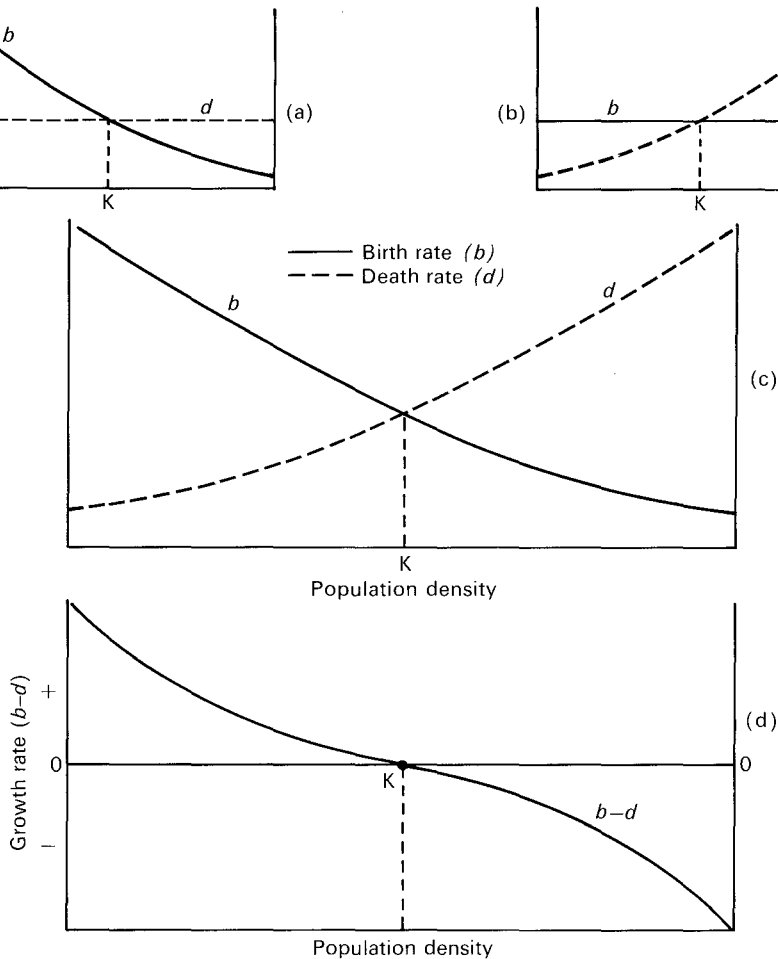 b
d
(a)
K
(b)
b
K
Birth rate (b)
Death rate (d)
b
d
(c)
K
Population density
Growth rate (b–d)
+
0
–
K
b–d
(d)
0
Population density